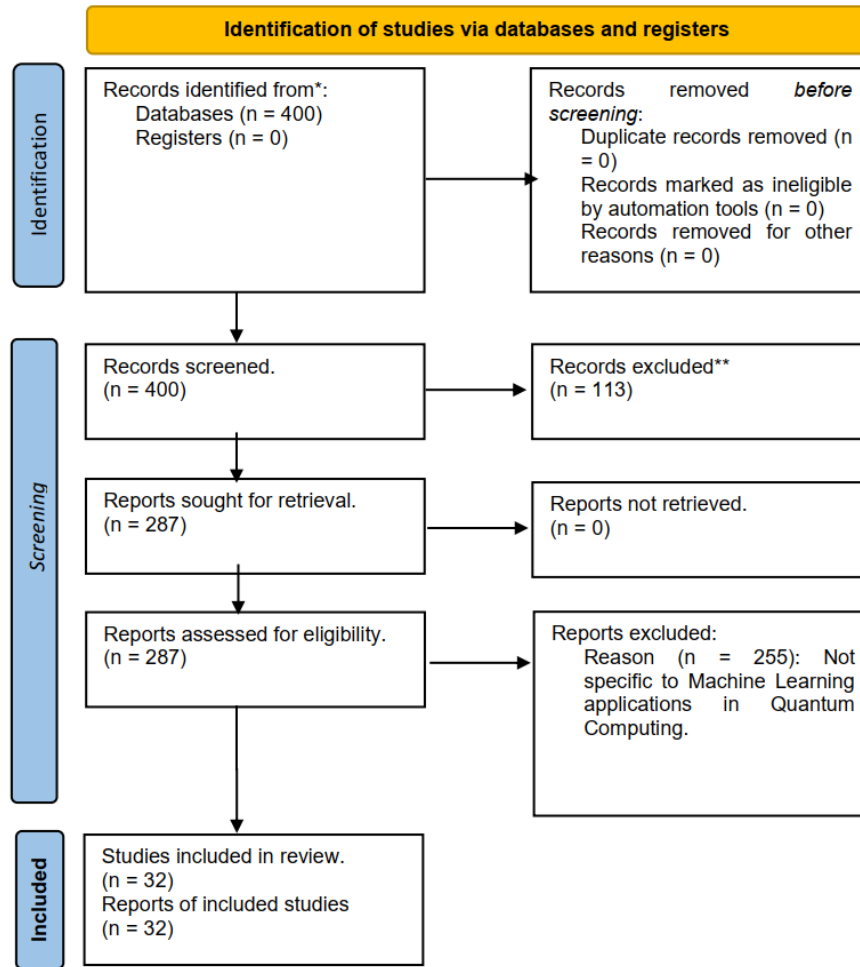 Identification of studies via databases and registers
Identification
Records identified from*:
Databases (n = 400)
Registers (n = 0)
Records removed before
screening:
Duplicate records removed (n
= 0)
Records marked as ineligible
by automation tools (n = 0)
Records removed for other
reasons (n = 0)
Screening
Records screened.
(n = 400)
Records excluded**
(n = 113)
Reports sought for retrieval.
(n = 287)
Reports not retrieved.
(n = 0)
Reports assessed for eligibility.
(n = 287)
Reports excluded:
Reason (n = 255): Not
specific to Machine Learning
applications in Quantum
Computing.
Included
Studies included in review.
(n = 32)
Reports of included studies
(n = 32)